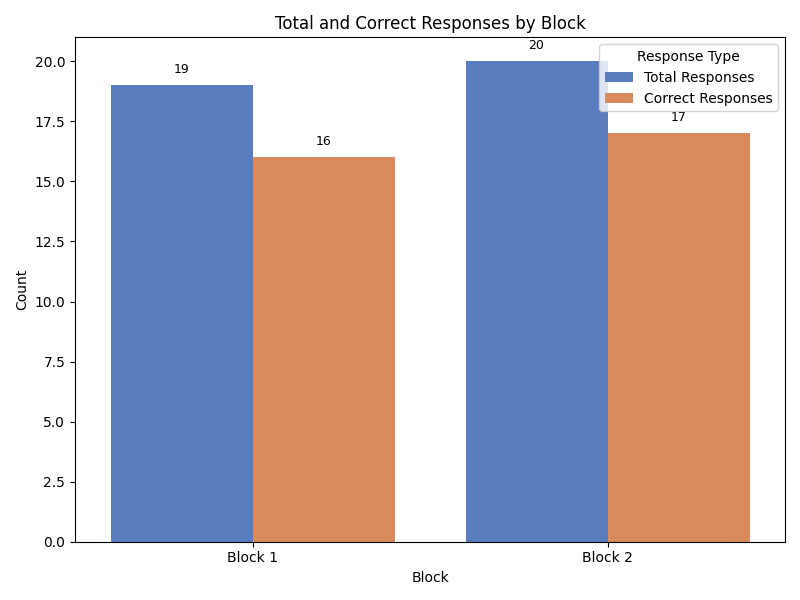 Total and Correct Responses by Block
Count
20.0
17.5
15.0
12.5
10.0
7.5
5.0
2.5
0.0
19
16
20
17
Response Type
Total Responses
Correct Responses
Block 1
Block 2
Block